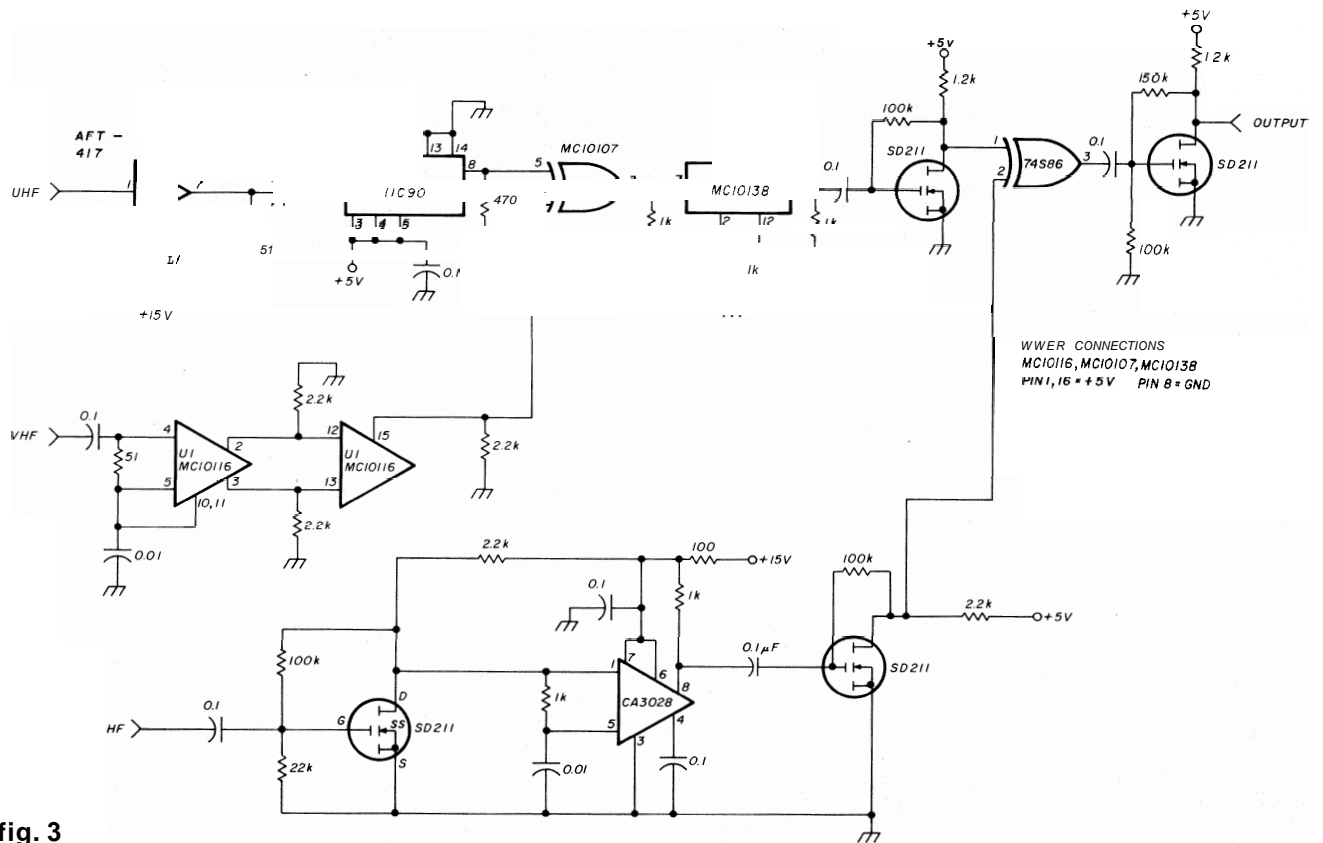 +5V
1.2k
150k
OUTPUT
0.1
SD211
100k
+5V
1.2k
100k
SD211
0.1
1
2
74S86
3
AFT -
417
UHF
1
7
13 14
8
11C90
3 4 5
470
5
MC10107
1k
MC10138
2 12
1k
51
+5V
0.1
1k
+15V
WWER CONNECTIONS
MC10116, MC10107, MC10138
PIN 1, 16 = +5V PIN 8 = GND
VHF
0.1
51
4
5
U1
MC10116
2
3
10, 11
0.01
2.2k
2.2k
12
13
U1
MC10116
15
2.2k
2.2k
100
+15V
0.1
1k
100k
2.2k
+5V
0.1µF
SD211
HF
0.1
100k
22k
G
D
SS
S
SD211
1k
0.01
1
5
7
6
8
4
3
CA3028
0.1
fig. 3